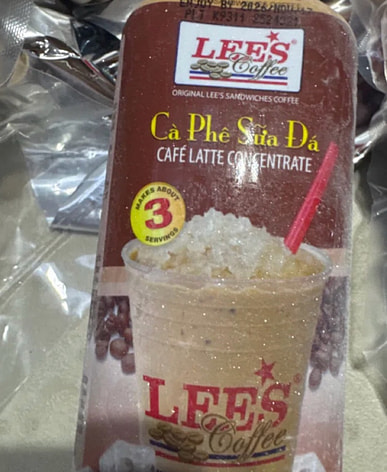 LEE'S
Coffee
ORIGINAL LEE'S SANDWICHES COFFEE
Cà Phê Sữa Đá
CAFÉ LATTE CONCENTRATE
MAKES ABOUT
3
SERVINGS
LEE'S
Coffee